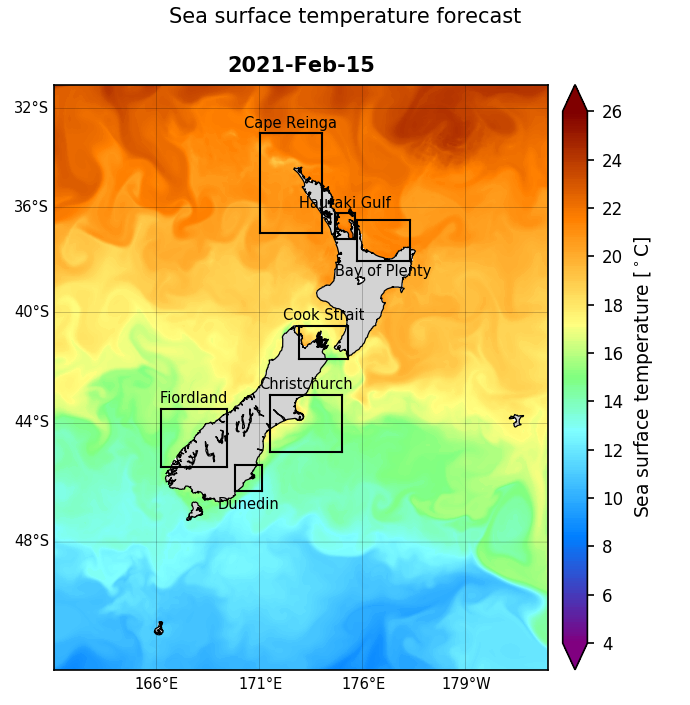 Sea surface temperature forecast
2021-Feb-15
32°S
36°S
40°S
44°S
48°S
166°E
171°E
176°E
179°W
Cape Reinga
Hauraki Gulf
Bay of Plenty
Cook Strait
Christchurch
Fiordland
Dunedin
26
24
22
20
18
16
14
12
10
8
6
4
Sea surface temperature [°C]